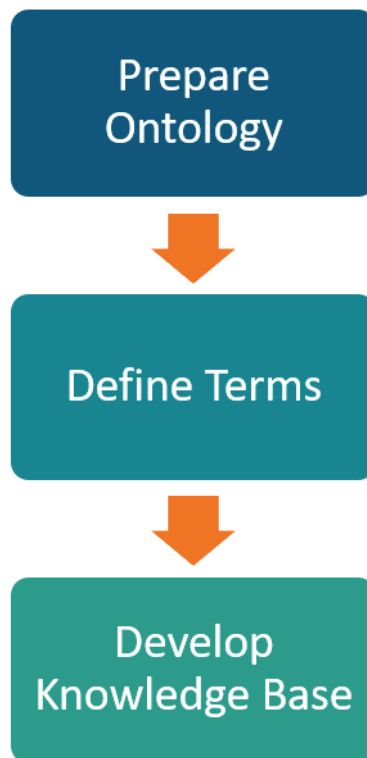 Prepare
Ontology
Define Terms
Develop
Knowledge Base